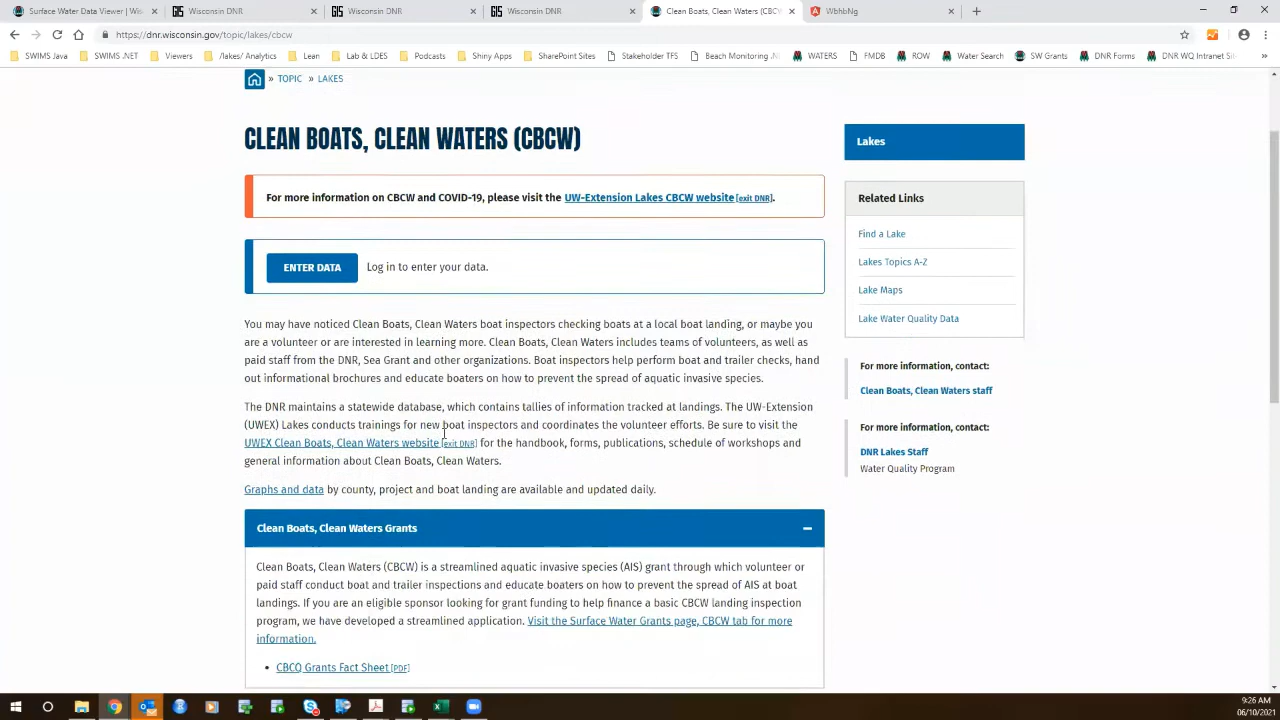 Surface Water Data Viewer | Wis
Wisconsin DNR
Wisconsin DNR
Wisconsin DNR
Clean Boats, Clean Waters (CBCW
WbhbNg
https://dnr.wisconsin.gov/topic/lakes/cbcw
SWIMS Java
SWIMS .NET
Viewers
/lakes/ Analytics
Lean
Lab & LDES
Podcasts
Shiny Apps
SharePoint Sites
Stakeholder TFS
Beach Monitoring .N
WATERS
FMDB
ROW
Water Search
SW Grants
DNR Forms
DNR WQ Intranet Sit
»
» TOPIC » LAKES
CLEAN BOATS, CLEAN WATERS (CBCW)
For more information on CBCW and COVID-19, please visit the UW-Extension Lakes CBCW website [exit DNR].
ENTER DATA Log in to enter your data.
You may have noticed Clean Boats, Clean Waters boat inspectors checking boats at a local boat landing, or maybe you
are a volunteer or are interested in learning more. Clean Boats, Clean Waters includes teams of volunteers, as well as
paid staff from the DNR, Sea Grant and other organizations. Boat inspectors help perform boat and trailer checks, hand
out informational brochures and educate boaters on how to prevent the spread of aquatic invasive species.
The DNR maintains a statewide database, which contains tallies of information tracked at landings. The UW-Extension
(UWEX) Lakes conducts trainings for new boat inspectors and coordinates the volunteer efforts. Be sure to visit the
UWEX Clean Boats, Clean Waters website [exit DNR] for the handbook, forms, publications, schedule of workshops and
general information about Clean Boats, Clean Waters.
Graphs and data by county, project and boat landing are available and updated daily.
Clean Boats, Clean Waters Grants
Clean Boats, Clean Waters (CBCW) is a streamlined aquatic invasive species (AIS) grant through which volunteer or
paid staff conduct boat and trailer inspections and educate boaters on how to prevent the spread of AIS at boat
landings. If you are an eligible sponsor looking for grant funding to help finance a basic CBCW landing inspection
program, we have developed a streamlined application. Visit the Surface Water Grants page, CBCW tab for more
information.
• CBCQ Grants Fact Sheet [PDF]
Lakes
Related Links
Find a Lake
Lakes Topics A-Z
Lake Maps
Lake Water Quality Data
For more information, contact:
Clean Boats, Clean Waters staff
For more information, contact:
DNR Lakes Staff
Water Quality Program
9:26 AM
06/10/2021